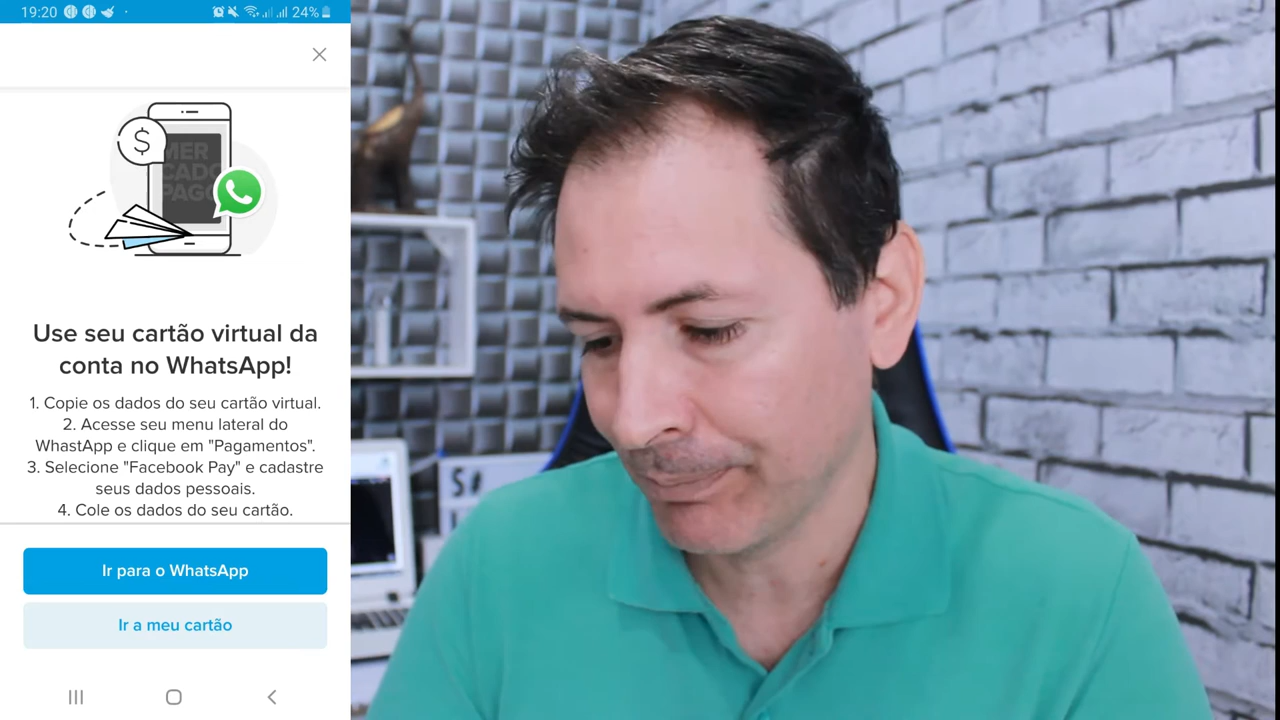 19:20
24%
$
MER
CADO
PAGO
Use seu cartão virtual da
conta no WhatsApp!
1. Copie os dados do seu cartão virtual.
2. Acesse seu menu lateral do
WhastApp e clique em "Pagamentos".
3. Selecione "Facebook Pay" e cadastre
seus dados pessoais.
4. Cole os dados do seu cartão.
Ir para o WhatsApp
Ir a meu cartão